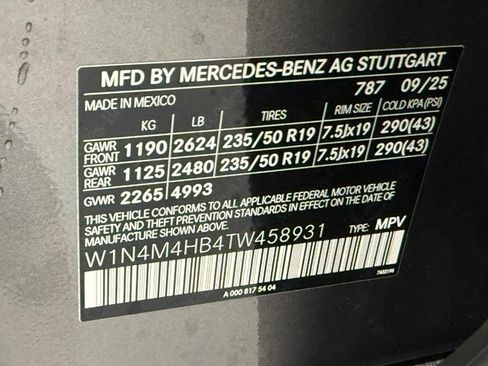 MFD BY MERCEDES-BENZ AG STUTTGART
787 09/25
MADE IN MEXICO
KG LB TIRES RIM SIZE COLD KPA (PSI)
GAWR FRONT 1190 2624 235/50 R19 7.5Jx19 290(43)
GAWR REAR 1125 2480 235/50 R19 7.5Jx19 290(43)
GVWR 2265 4993
THIS VEHICLE CONFORMS TO ALL APPLICABLE FEDERAL MOTOR VEHICLE
SAFETY, BUMPER, AND THEFT PREVENTION STANDARDS IN EFFECT ON THE DATE OF
MANUFACTURE SHOWN ABOVE.
W1N4M4HB4TW458931 TYPE: MPV
A 000 817 54 04